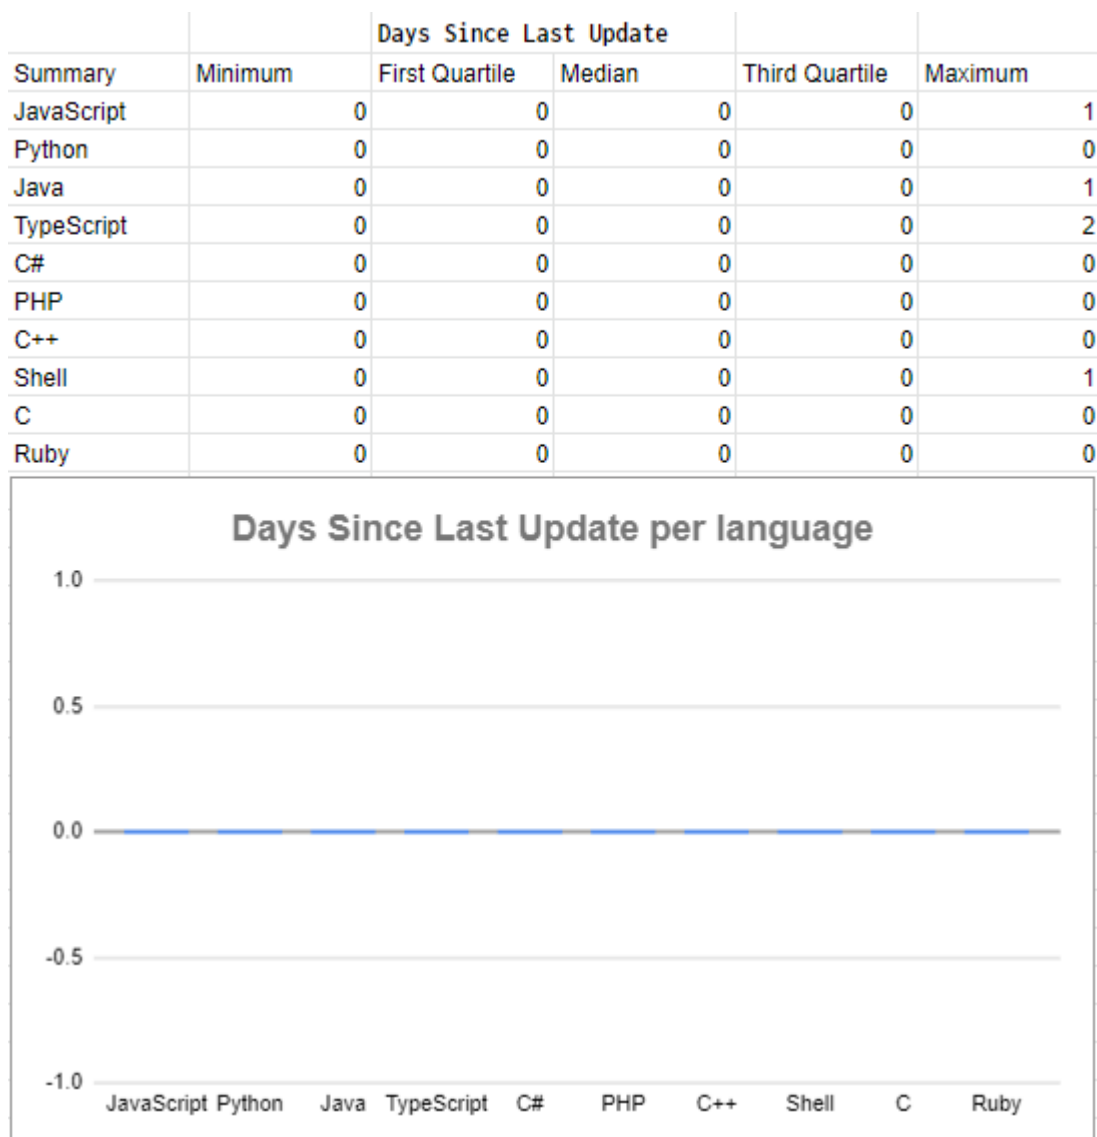 Days Since Last Update
Summary Minimum First Quartile Median Third Quartile Maximum
JavaScript 0 0 0 0 1
Python 0 0 0 0 0
Java 0 0 0 0 1
TypeScript 0 0 0 0 2
C# 0 0 0 0 0
PHP 0 0 0 0 0
C++ 0 0 0 0 0
Shell 0 0 0 0 1
C 0 0 0 0 0
Ruby 0 0 0 0 0
Days Since Last Update per language
1.0
0.5
0.0
-0.5
-1.0
JavaScript Python Java TypeScript C# PHP C++ Shell C Ruby